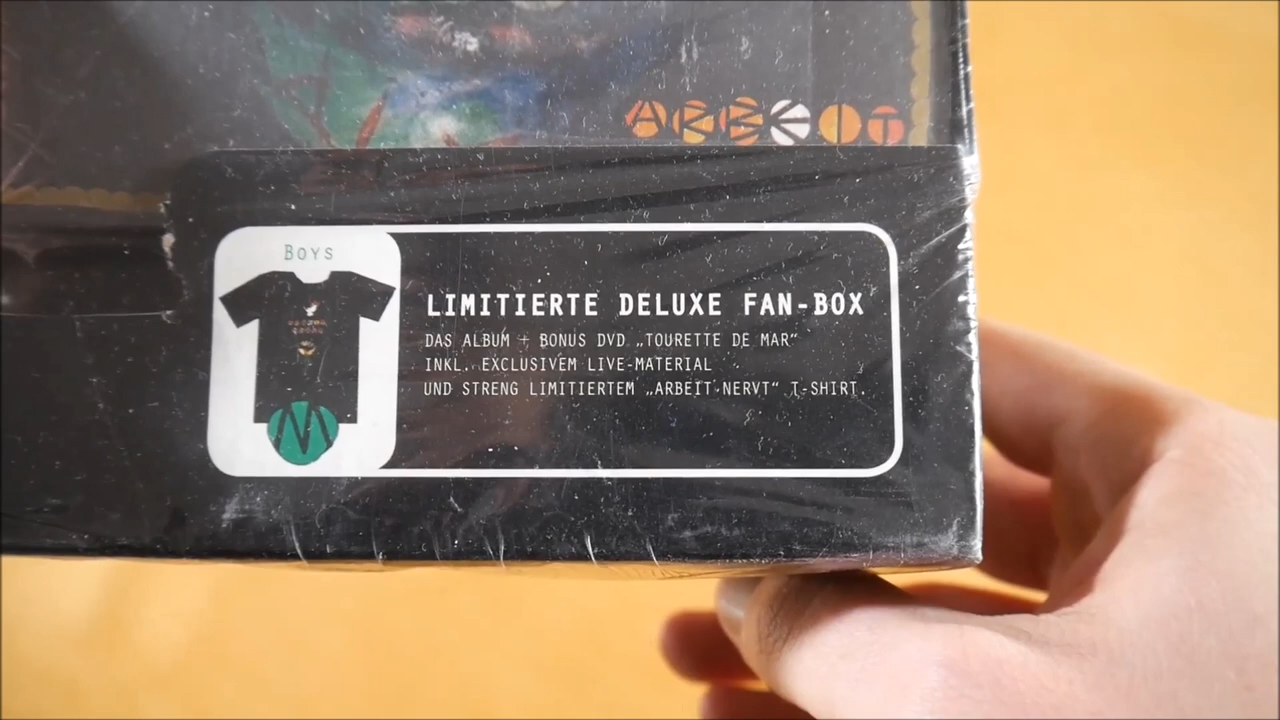 BOYS
LIMITIERTE DELUXE FAN-BOX
DAS ALBUM + BONUS DVD „TOURETTE DE MAR“
INKL. EXCLUSIVEM LIVE-MATERIAL
UND STRENG LIMITIERTEM „ARBEIT NERVT“ T-SHIRT.
M